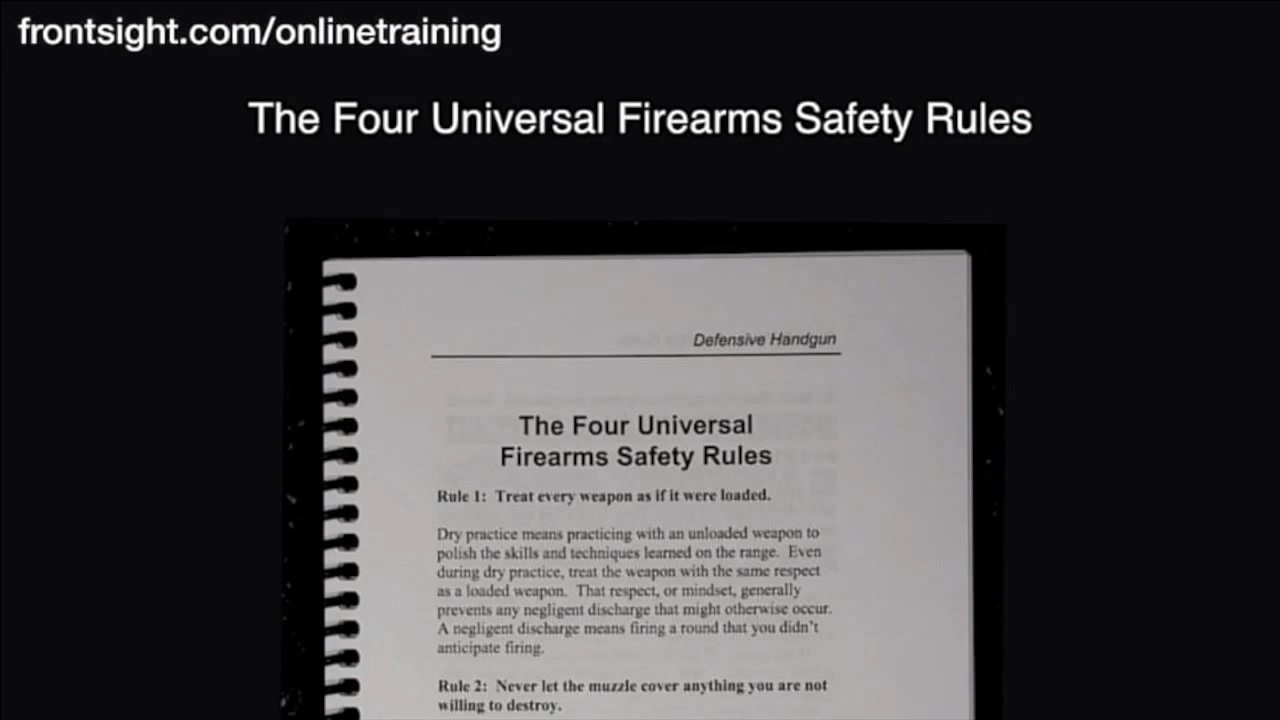 frontsight.com/onlinetraining
The Four Universal Firearms Safety Rules
Defensive Handgun
The Four Universal
Firearms Safety Rules
Rule 1: Treat every weapon as if it were loaded.
Dry practice means practicing with an unloaded weapon to
polish the skills and techniques learned on the range. Even
during dry practice, treat the weapon with the same respect
as a loaded weapon. That respect, or mindset, generally
prevents any negligent discharge that might otherwise occur.
A negligent discharge means firing a round that you didn't
anticipate firing.
Rule 2: Never let the muzzle cover anything you are not
willing to destroy.